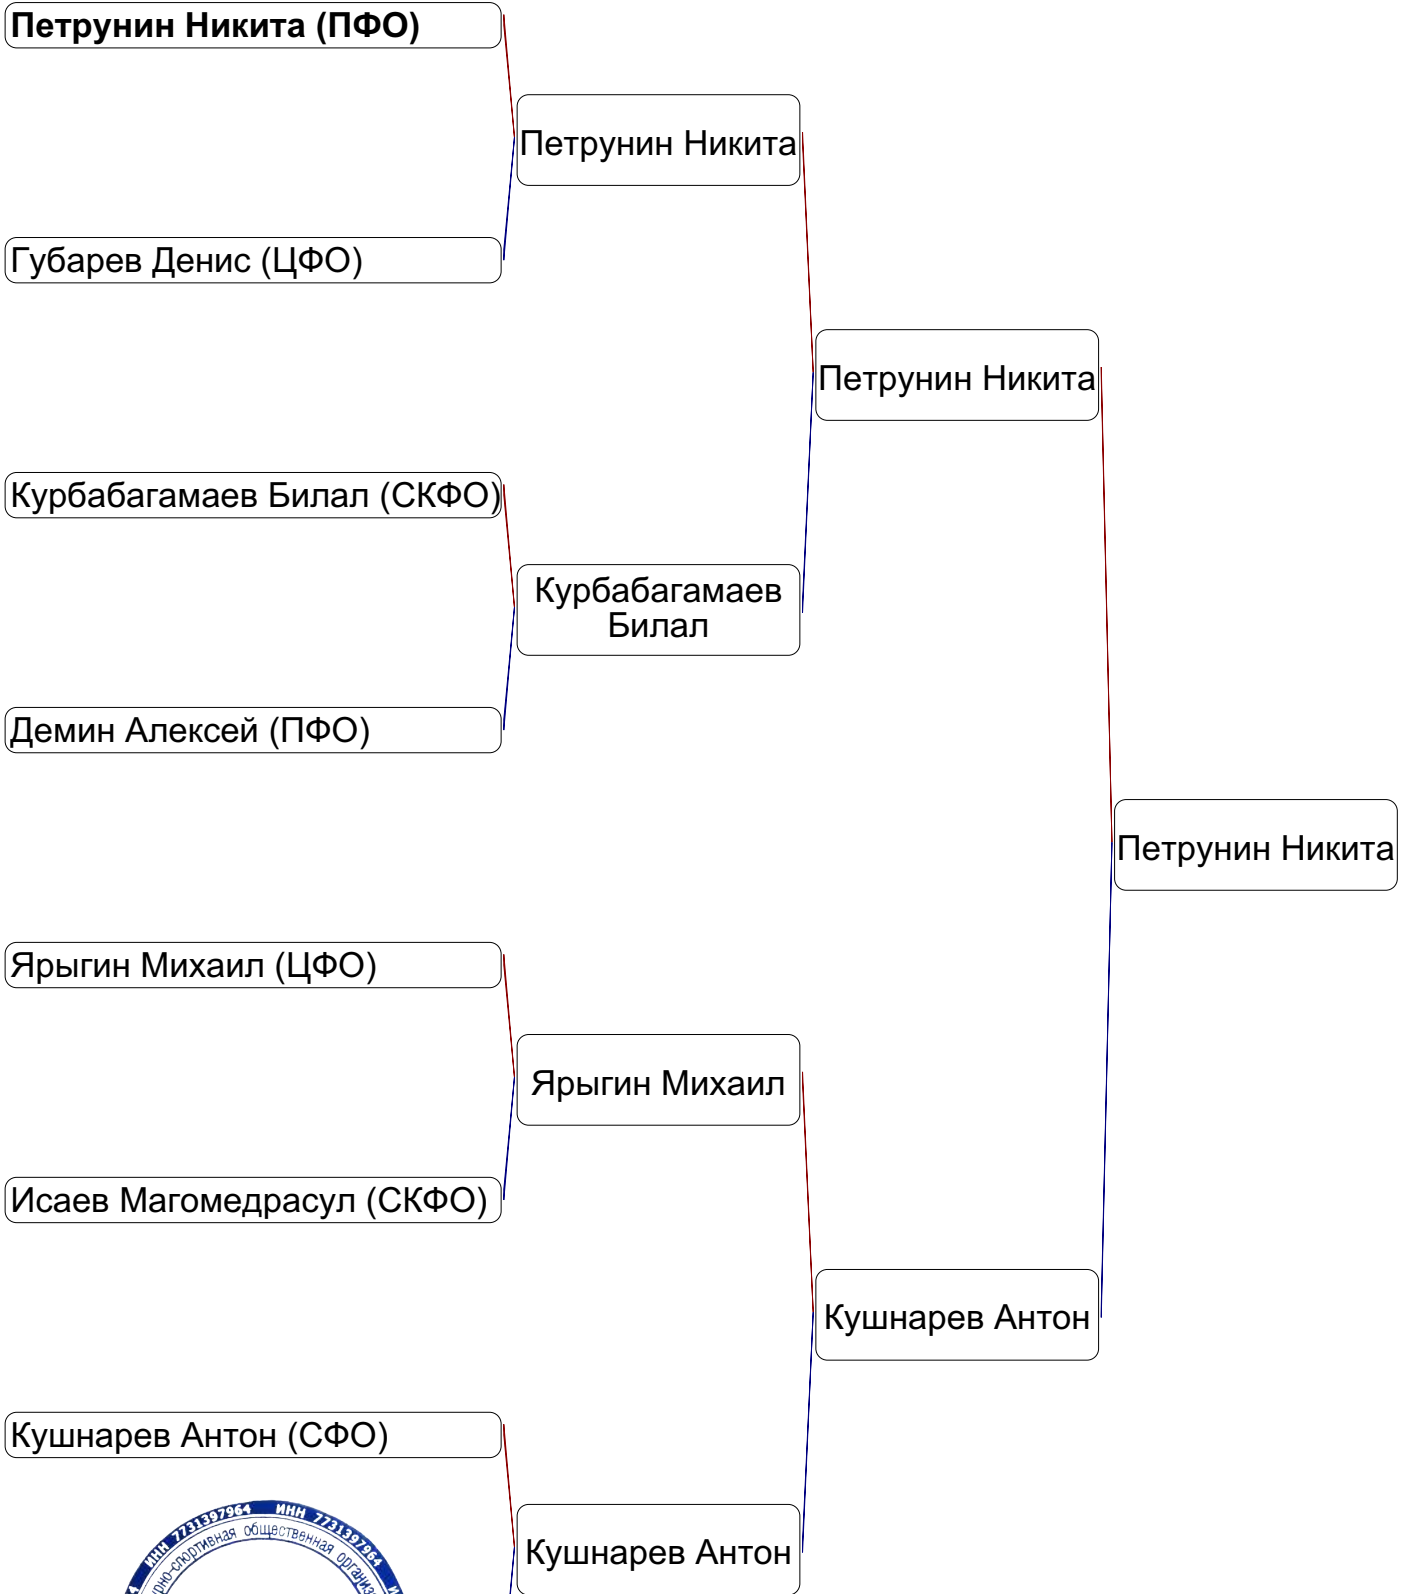 Петрунин Никита (ПФО)
Петрунин Никита
Губарев Денис (ЦФО)
Петрунин Никита
Курбабагамаев Билал (СКФО)
Курбабагамаев
Билал
Демин Алексей (ПФО)
Петрунин Никита
Ярыгин Михаил (ЦФО)
Ярыгин Михаил
Исаев Магомедрасул (СКФО)
Кушнарев Антон
Кушнарев Антон (СФО)
ИНН 7731397964 ИНН 7731397964
общественная
Кушнарев Антон